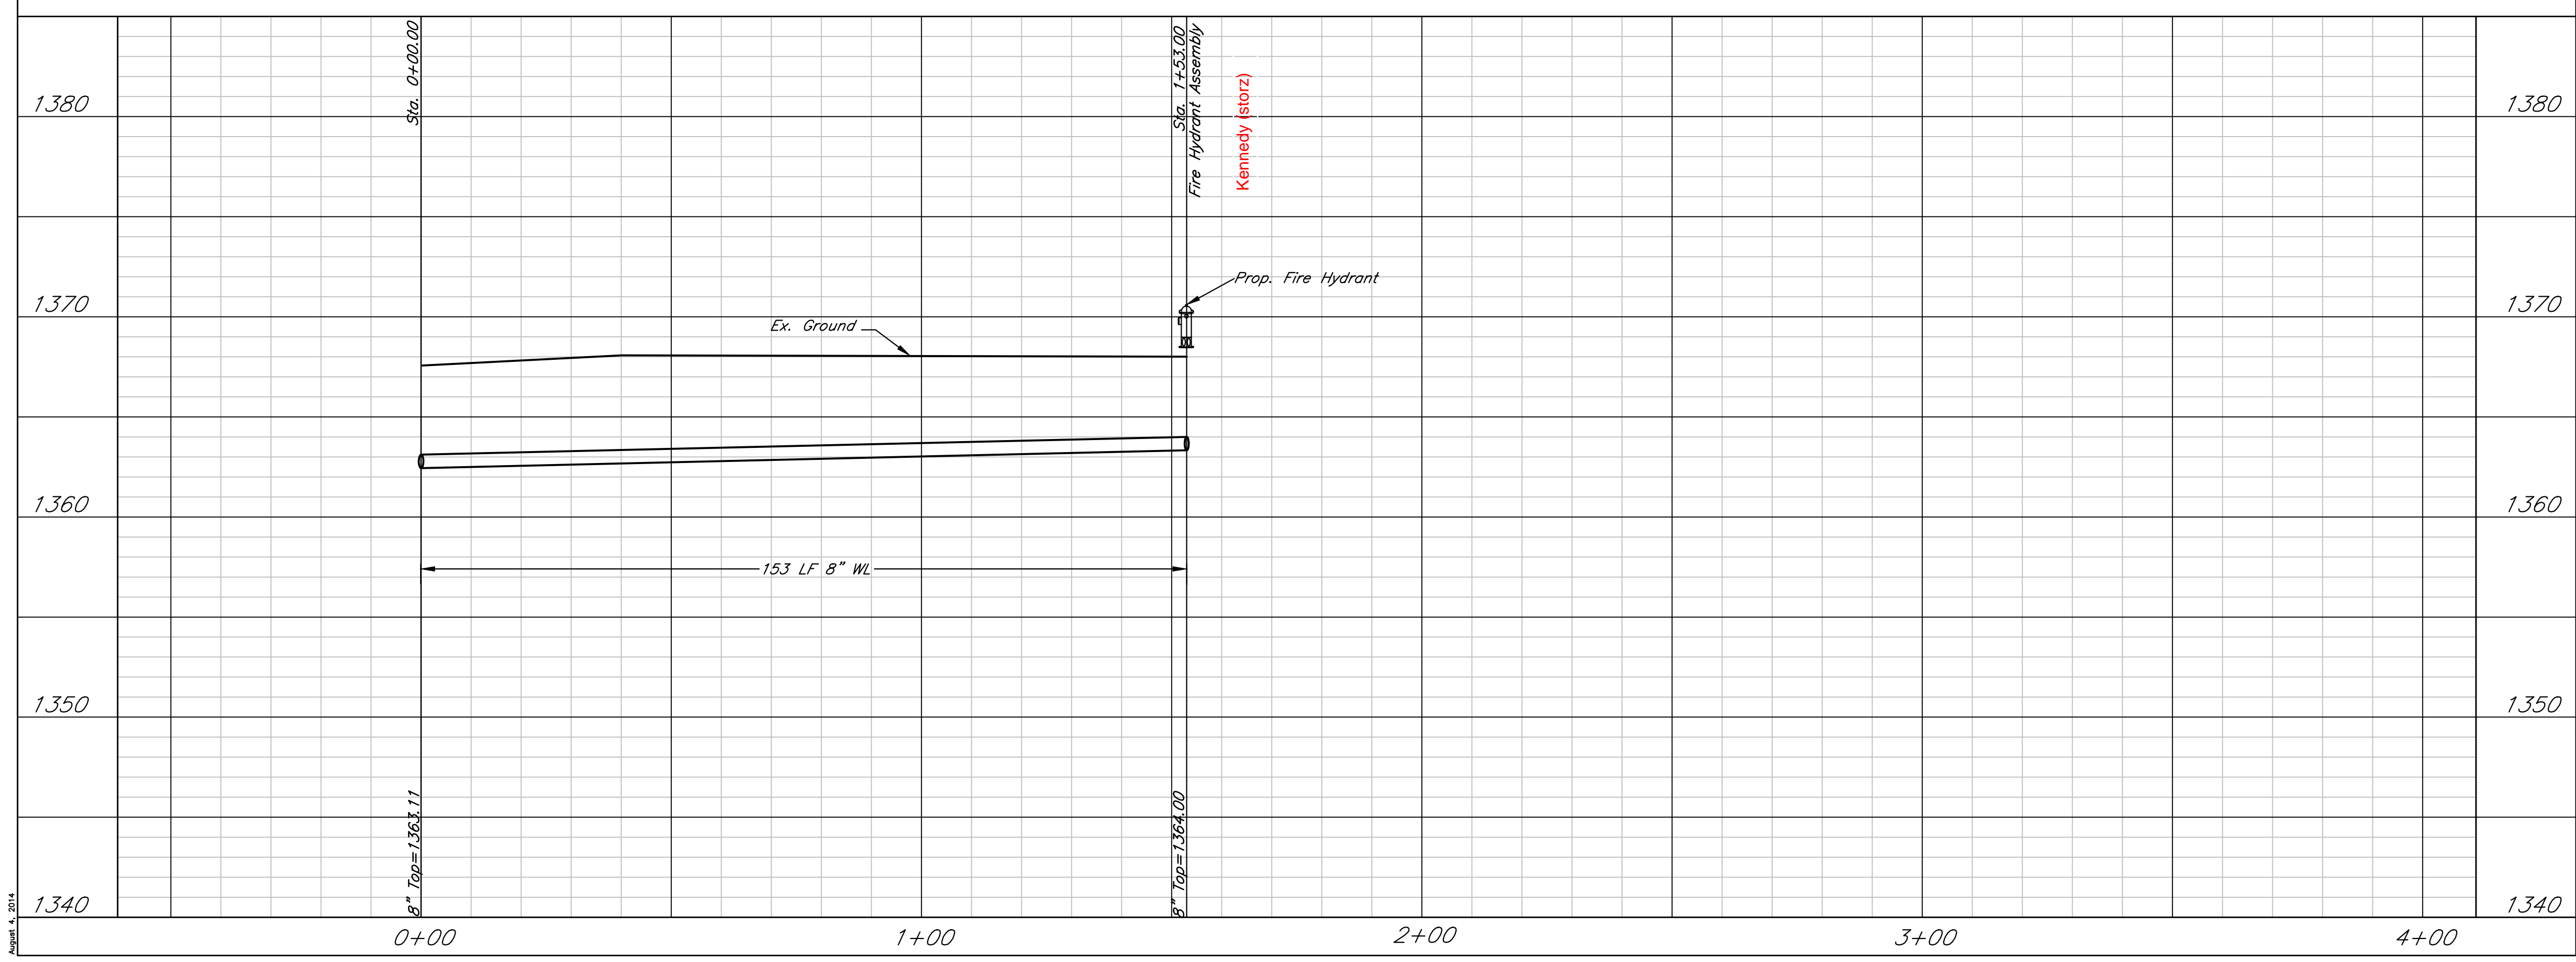 Sta. 0+00.00
Sta. 1+53.00
Fire Hydrant Assembly
Kennedy (storz)
1380
1380
Prop. Fire Hydrant
1370
Ex. Ground
1370
1360
1360
153 LF 8" WL
1350
1350
8" Top=1363.11
8" Top=1364.00
1340
1340
August 4, 2014
0+00
1+00
2+00
3+00
4+00